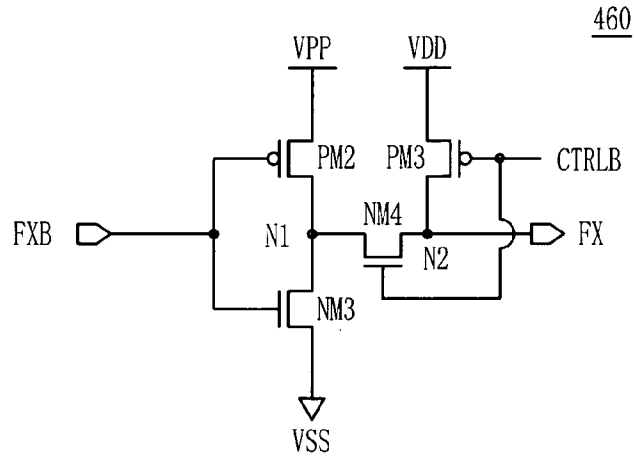 460
VPP
VDD
PM2
PM3
CTRLB
NM4
FXB
N1
N2
FX
NM3
VSS